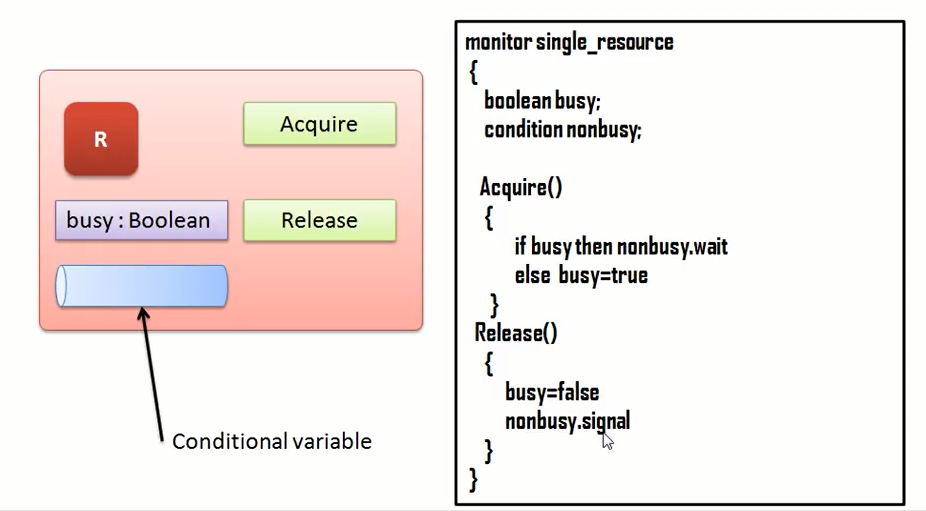 R
Acquire
busy : Boolean
Release
Conditional variable
monitor single_resource
{
boolean busy;
condition nonbusy;
Acquire()
{
if busy then nonbusy.wait
else busy=true
}
Release()
{
busy=false
nonbusy.signal
}
}